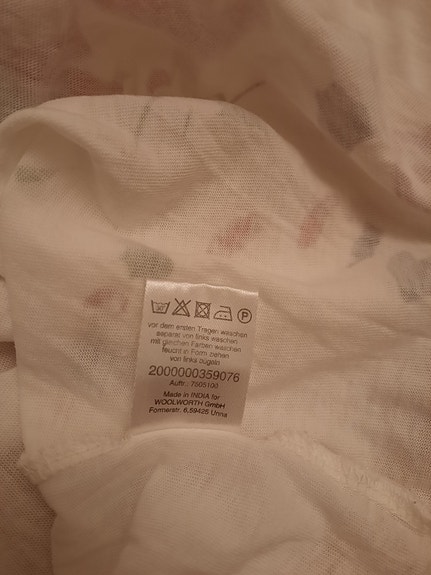 vor dem ersten Tragen waschen
separat von links waschen
mit gleichen Farben waschen
feucht in Form ziehen
von links bügeln
2000000359076
Auftr.: 7505100
Made in INDIA for
WOOLWORTH GmbH
Formerstr. 6,59425 Unna